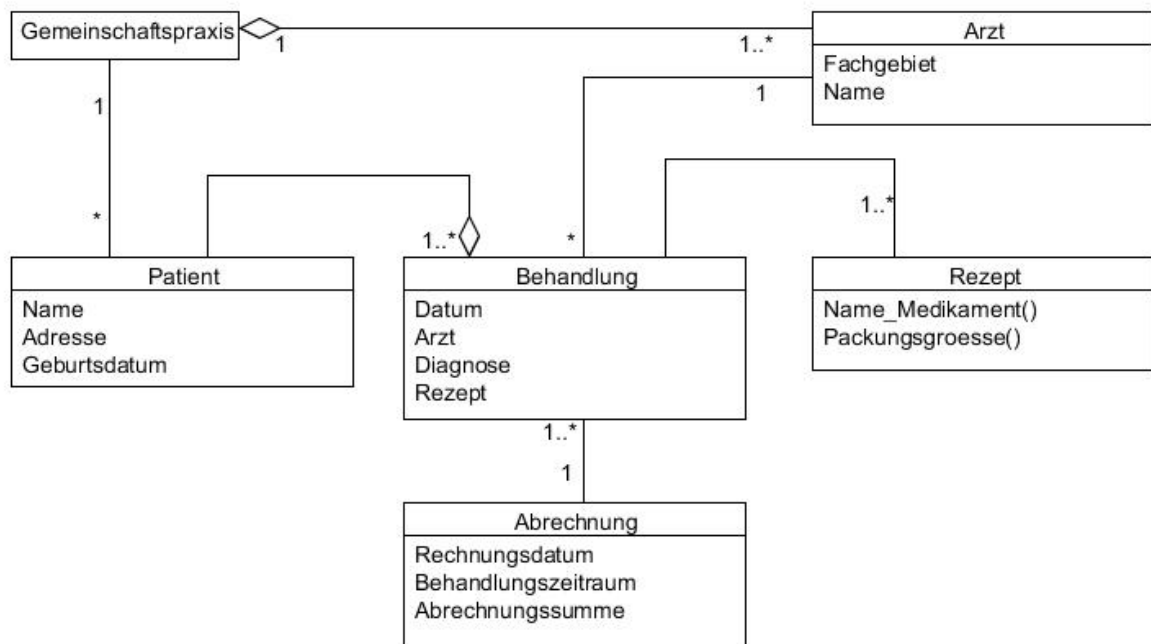 Gemeinschaftspraxis
1
1..*
Arzt
Fachgebiet
Name
1
1
*
1..*
1..*
*
Patient
Name
Adresse
Geburtsdatum
Behandlung
Datum
Arzt
Diagnose
Rezept
Rezept
Name_Medikament()
Packungsgroesse()
1..*
1
Abrechnung
Rechnungsdatum
Behandlungszeitraum
Abrechnungssumme